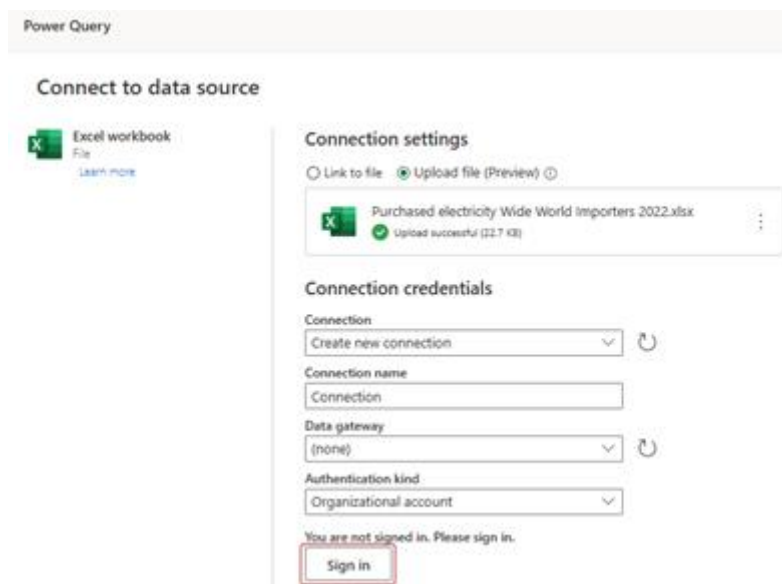 Power Query
Connect to data source
Excel workbook
File
Learn more
Connection settings
Link to file Upload file (Preview)
Purchased electricity Wide World Importers 2022.xlsx
Upload successful (22.7 KB)
Connection credentials
Connection
Create new connection
Connection name
Connection
Data gateway
(none)
Authentication kind
Organizational account
You are not signed in. Please sign in.
Sign in